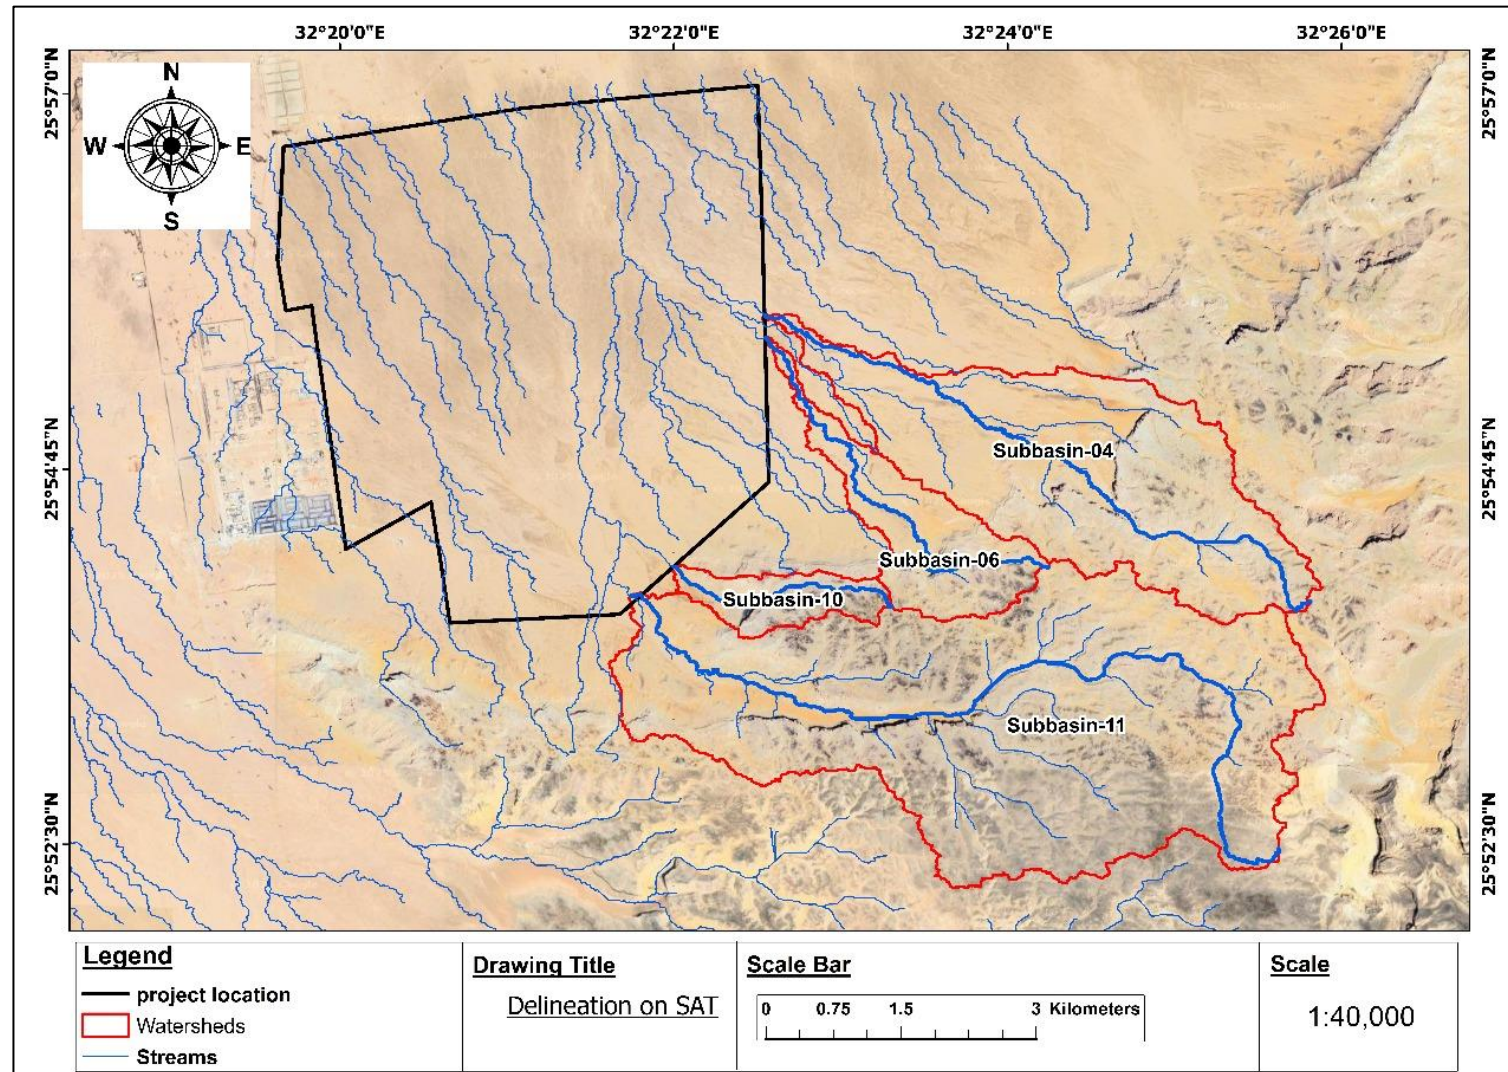 32°20'0"E 32°22'0"E 32°24'0"E 32°26'0"E
25°57'0"N 25°57'0"N
N
W E
S
25°54'45"N 25°54'45"N
Subbasin-04
Subbasin-06
Subbasin-10
Subbasin-11
25°52'30"N 25°52'30"N
Legend
project location
Watersheds
Streams
Drawing Title
Delineation on SAT
Scale Bar
0 0.75 1.5 3 Kilometers
Scale
1:40,000